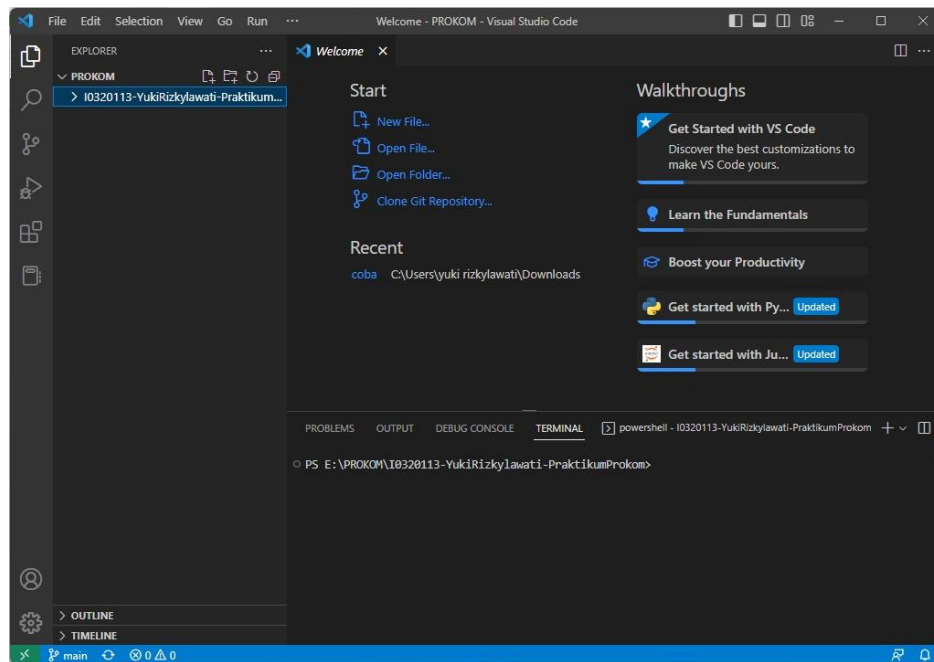 File Edit Selection View Go Run ··· Welcome - PROKOM - Visual Studio Code
EXPLORER ···
PROKOM
I0320113-YukiRizkylawati-Praktikum...
OUTLINE
TIMELINE
Welcome
Start
New File...
Open File...
Open Folder...
Clone Git Repository...
Recent
coba C:\Users\yuki rizkylawati\Downloads
Walkthroughs
Get Started with VS Code
Discover the best customizations to
make VS Code yours.
Learn the Fundamentals
Boost your Productivity
Get started with Py... Updated
Get started with Ju... Updated
PROBLEMS OUTPUT DEBUG CONSOLE TERMINAL powershell - I0320113-YukiRizkylawati-PraktikumProkom
PS E:\PROKOM\I0320113-YukiRizkylawati-PraktikumProkom>
main 0 0